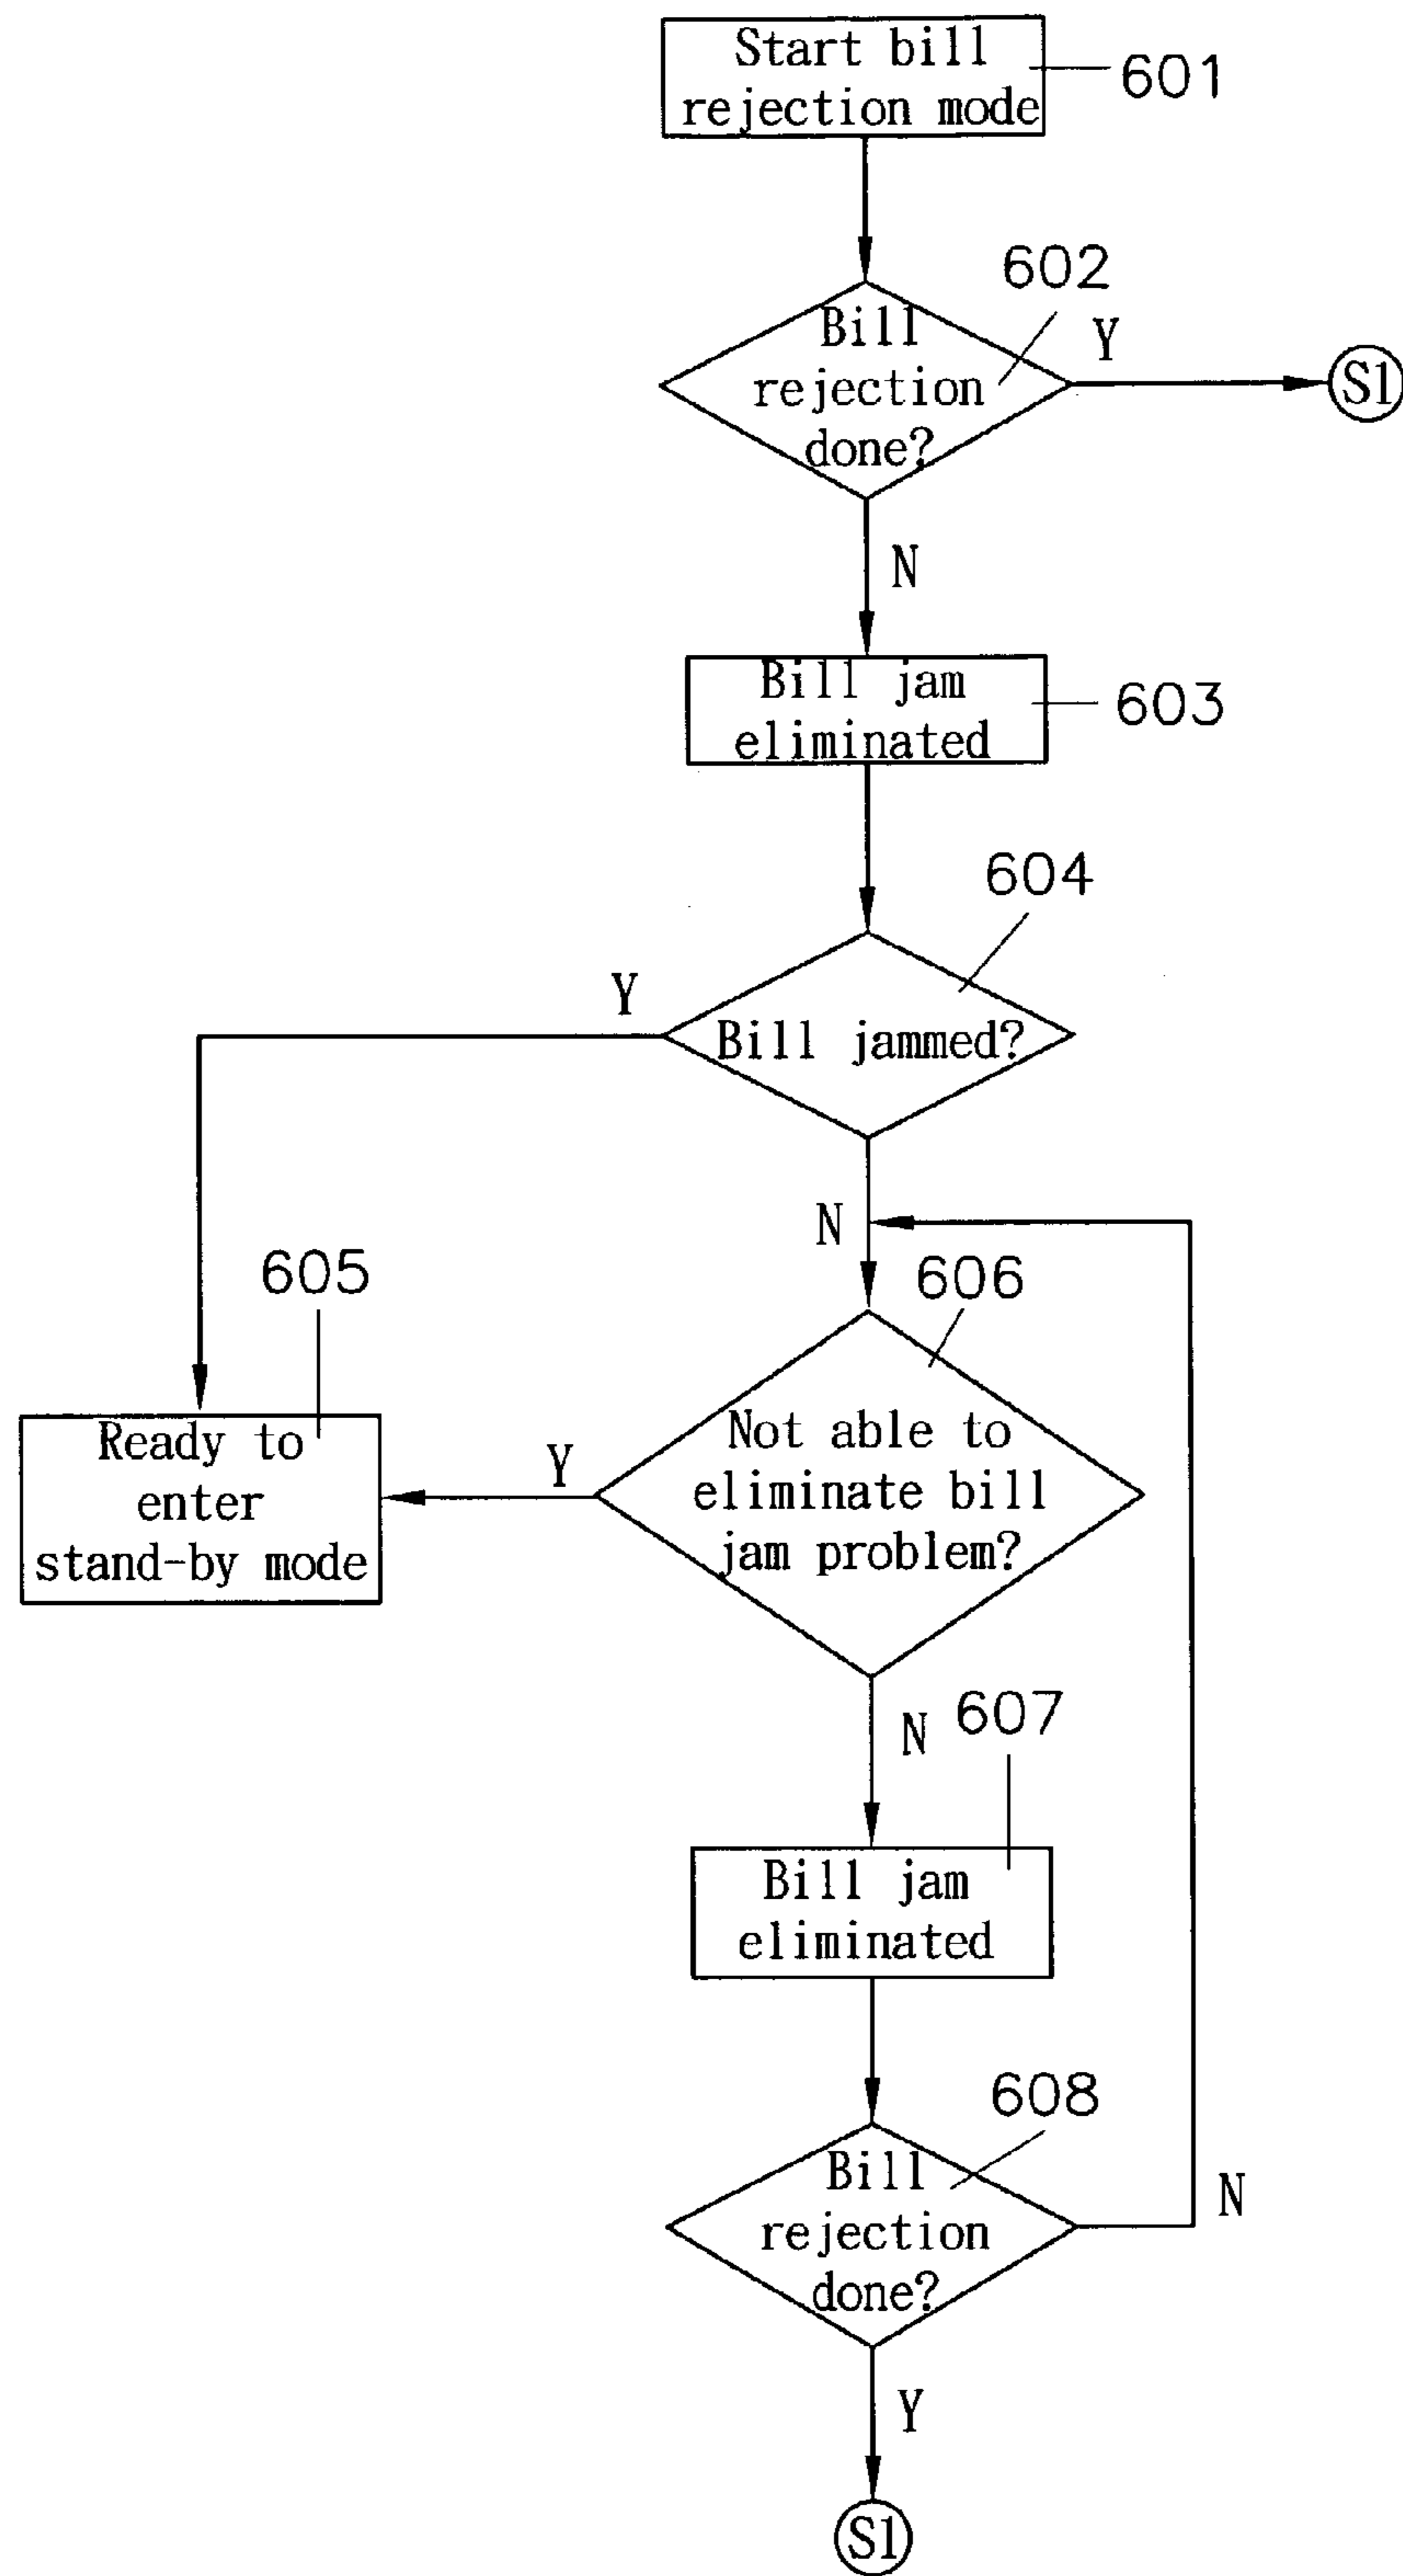 Start bill
rejection mode
601
602
Bill
rejection
done?
Y
S1
N
Bill jam
eliminated
603
604
Y
Bill jammed?
N
605
606
Ready to
enter
stand-by mode
Y
Not able to
eliminate bill
jam problem?
N
607
Bill jam
eliminated
608
Bill
rejection
done?
N
Y
S1